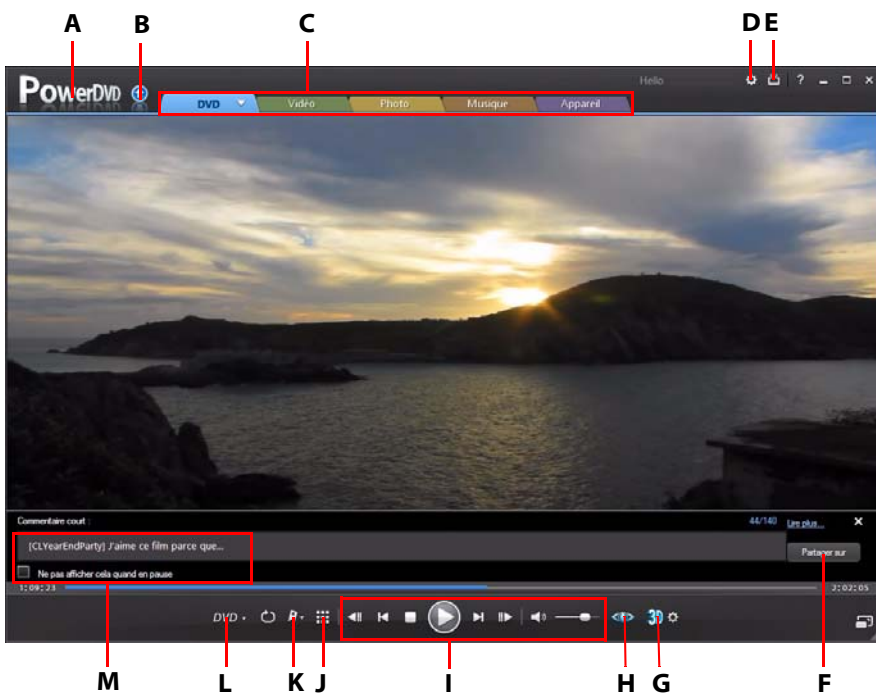 A B C D E
PowerDVD
Hello
?
DVD Vidéo Photo Musique Appareil
Commentaire court :
44/140 Lire plus...
[CLYearEndParty] J'aime ce film parce que...
Partager sur
Ne pas afficher cela quand en pause
1:09:23 2:02:05
DVD
3D
F
M L K J I H G